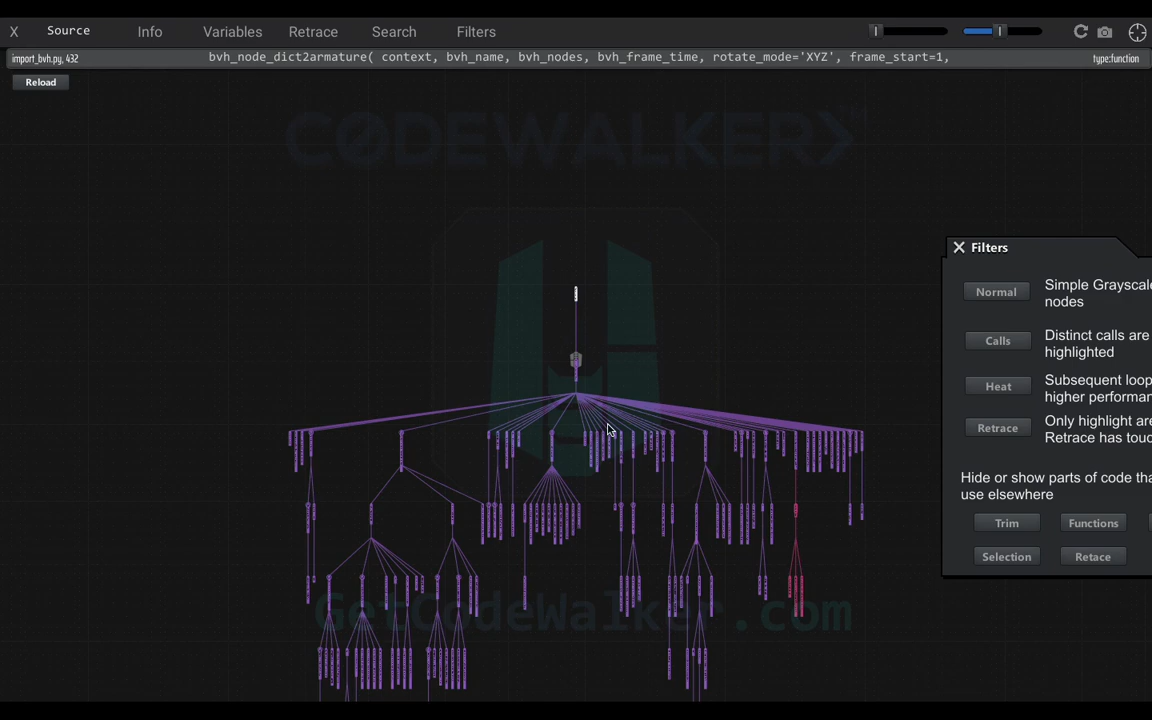 X Source Info Variables Retrace Search Filters
import_bvh.py, 432 bvh_node_dict2armature( context, bvh_name, bvh_nodes, bvh_frame_time, rotate_mode='XYZ', frame_start=1, type:function
Reload
CODEWALKER
Filters
Normal Simple Grayscale
nodes
Calls Distinct calls are
highlighted
Heat Subsequent loop
higher performan
Retrace Only highlight are
Retrace has touc
Hide or show parts of code tha
use elsewhere
Trim Functions
Selection Retace
GetCodeWalker.com